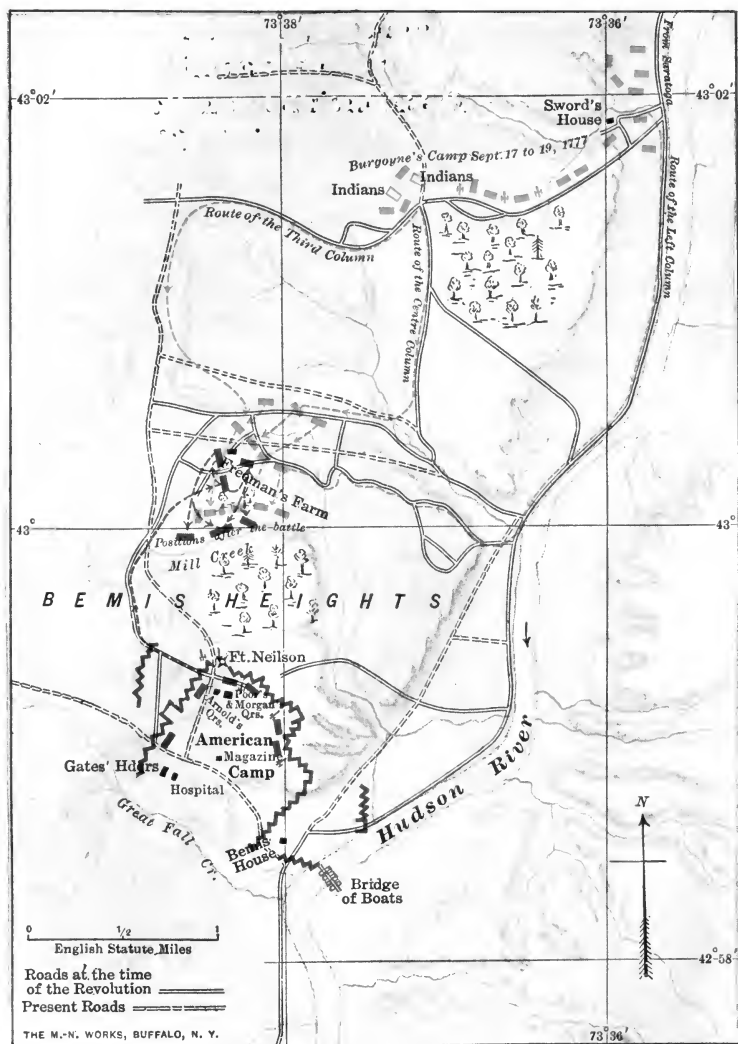 73°38′
73°36′
From Saratoga
43°02′
43°02′
Sword's
House
Burgoyne's Camp Sept. 17 to 19, 1777
Indians
Indians
Route of the Third Column
Route of the Centre Column
Route of the Left Column
Freeman's Farm
43°
43°
Positions after the battle
Mill Creek
BEMIS HEIGHTS
Ft. Neilson
Poor's
& Morgan Qrs.
Arnold's
Qrs.
American
Magazin
Camp
Gates' Hdqrs
Hospital
Great Fall Cr.
Hudson River
Bemis
House
Bridge
of Boats
N
0 1/2 1
English Statute Miles
42°58′
Roads at the time
of the Revolution
Present Roads
THE M.-N. WORKS, BUFFALO, N. Y.
73°36′